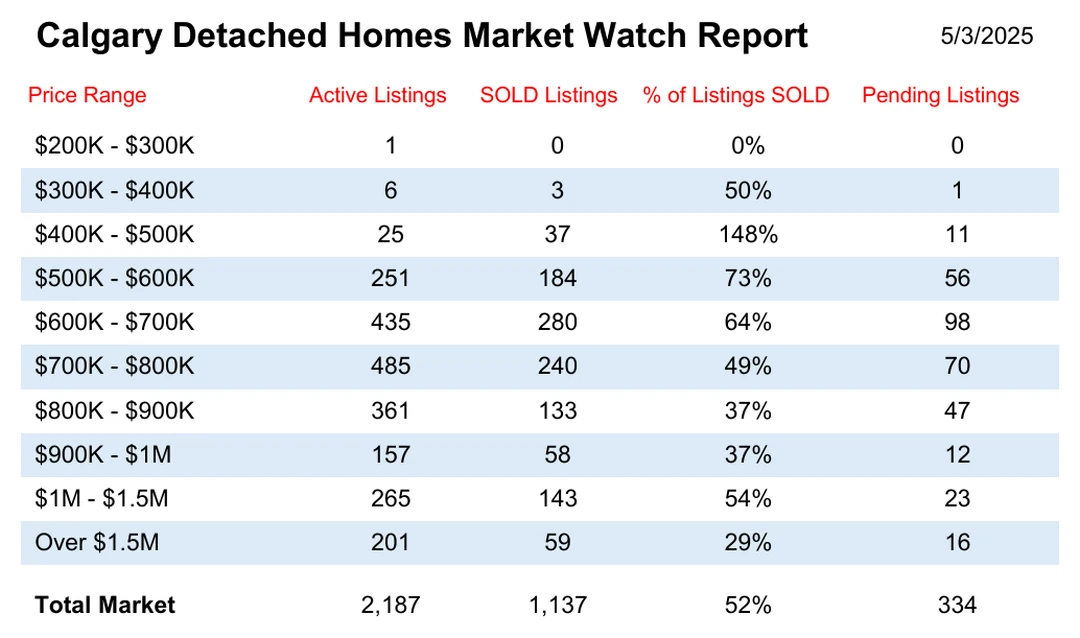 Calgary Detached Homes Market Watch Report 5/3/2025
Price Range Active Listings SOLD Listings % of Listings SOLD Pending Listings
$200K - $300K 1 0 0% 0
$300K - $400K 6 3 50% 1
$400K - $500K 25 37 148% 11
$500K - $600K 251 184 73% 56
$600K - $700K 435 280 64% 98
$700K - $800K 485 240 49% 70
$800K - $900K 361 133 37% 47
$900K - $1M 157 58 37% 12
$1M - $1.5M 265 143 54% 23
Over $1.5M 201 59 29% 16
Total Market 2,187 1,137 52% 334